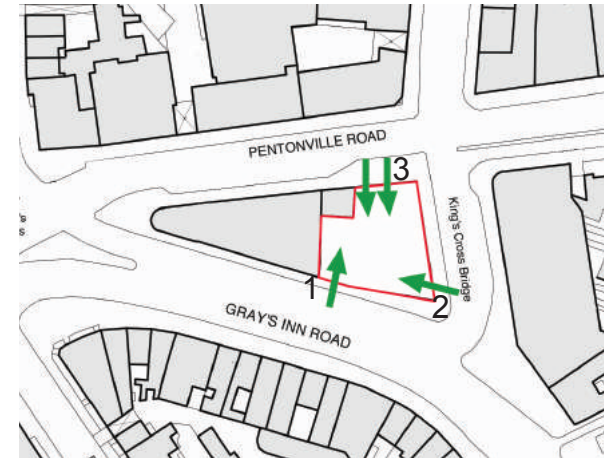 PENTONVILLE ROAD
3
King's Cross Bridge
1
2
GRAY'S INN ROAD